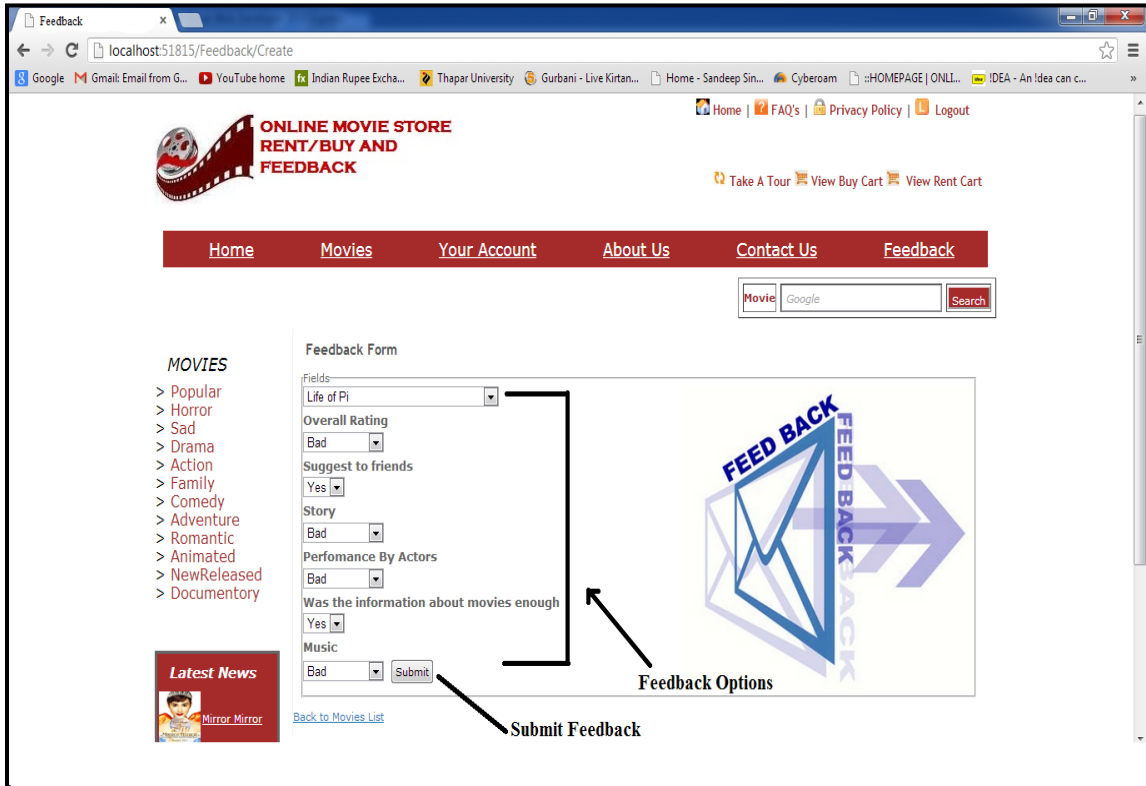 Feedback
localhost:51815/Feedback/Create
Google Gmail: Email from G... YouTube home Indian Rupee Excha... Thapar University Gurbani - Live Kirtan... Home - Sandeep Sin... Cyberoam ::HOMEPAGE | ONLI... !DEA - An !dea can c... »
ONLINE MOVIE STORE
RENT/BUY AND
FEEDBACK
Home | FAQ's | Privacy Policy | Logout
Take A Tour View Buy Cart View Rent Cart
Home Movies Your Account About Us Contact Us Feedback
Movie Google Search
MOVIES
> Popular
> Horror
> Sad
> Drama
> Action
> Family
> Comedy
> Adventure
> Romantic
> Animated
> NewReleased
> Documentory
Latest News
Mirror Mirror
Feedback Form
Fields
Life of Pi
Overall Rating
Bad
Suggest to friends
Yes
Story
Bad
Perfomance By Actors
Bad
Was the information about movies enough
Yes
Music
Bad Submit
Back to Movies List
FEED BACK
FEED BACK
BACK
Feedback Options
Submit Feedback